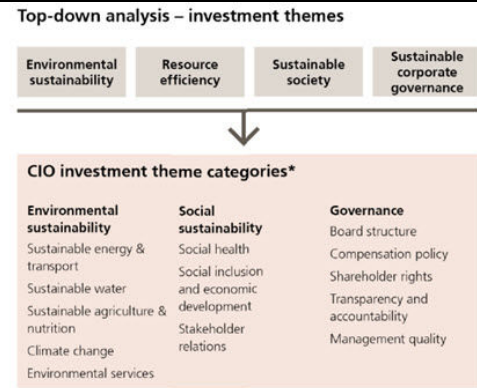 Top-down analysis – investment themes
Environmental
sustainability
Resource
efficiency
Sustainable
society
Sustainable
corporate
governance
CIO investment theme categories*
Environmental
sustainability
Sustainable energy &
transport
Sustainable water
Sustainable agriculture &
nutrition
Climate change
Environmental services
Social
sustainability
Social health
Social inclusion
and economic
development
Stakeholder
relations
Governance
Board structure
Compensation policy
Shareholder rights
Transparency and
accountability
Management quality